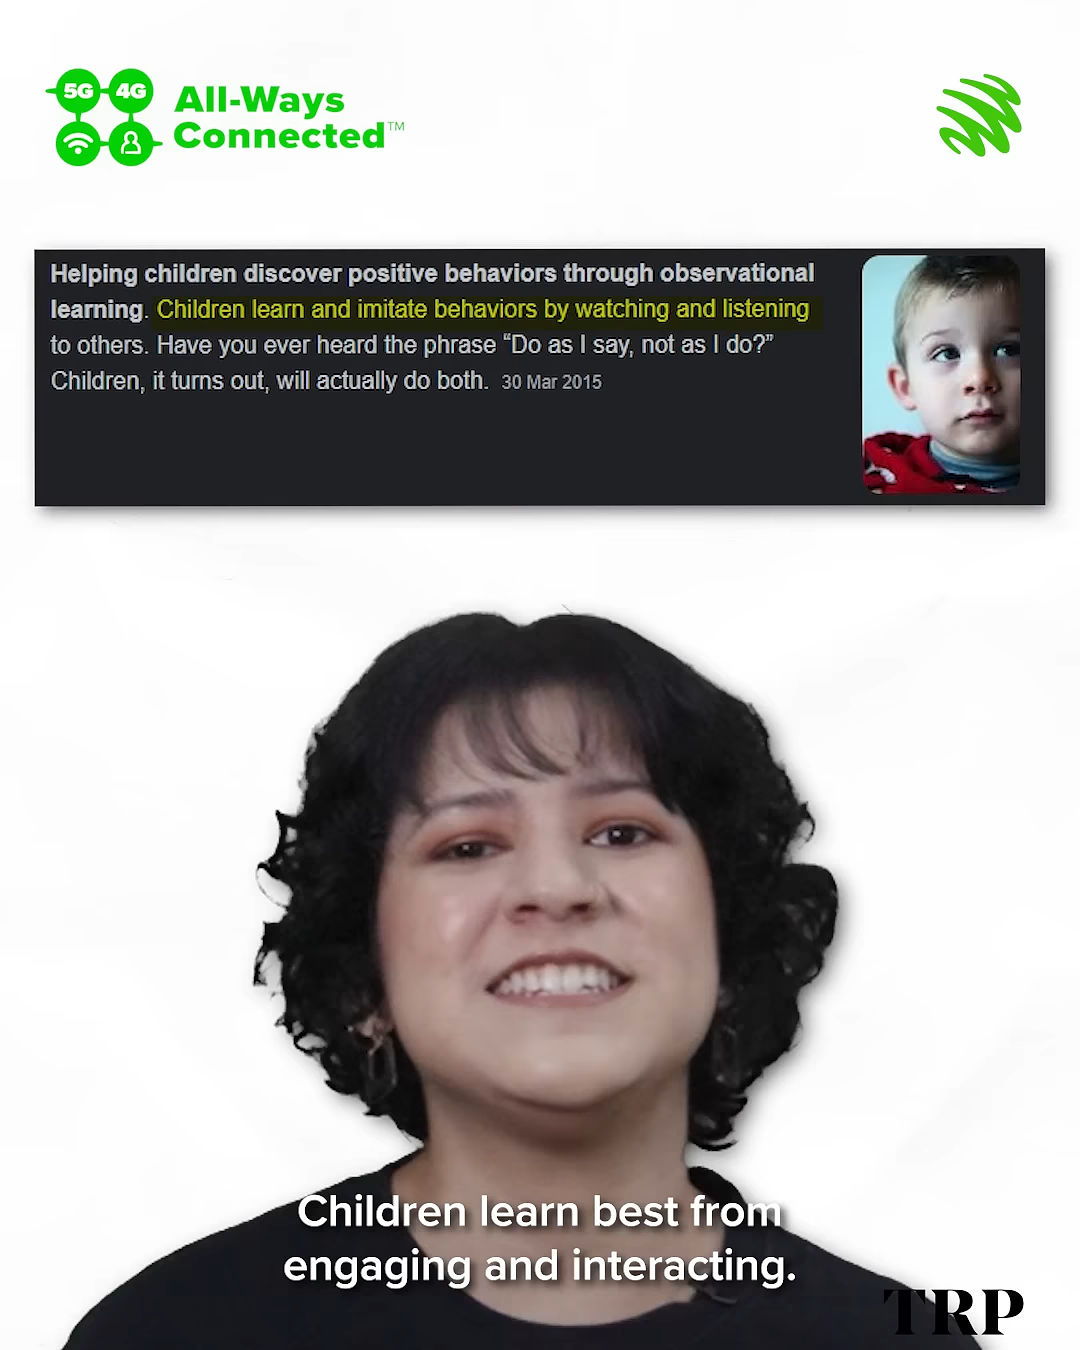 5G 4G
All-Ways
Connected™
Helping children discover positive behaviors through observational
learning. Children learn and imitate behaviors by watching and listening
to others. Have you ever heard the phrase “Do as I say, not as I do?”
Children, it turns out, will actually do both. 30 Mar 2015
Children learn best from
engaging and interacting.
TRP